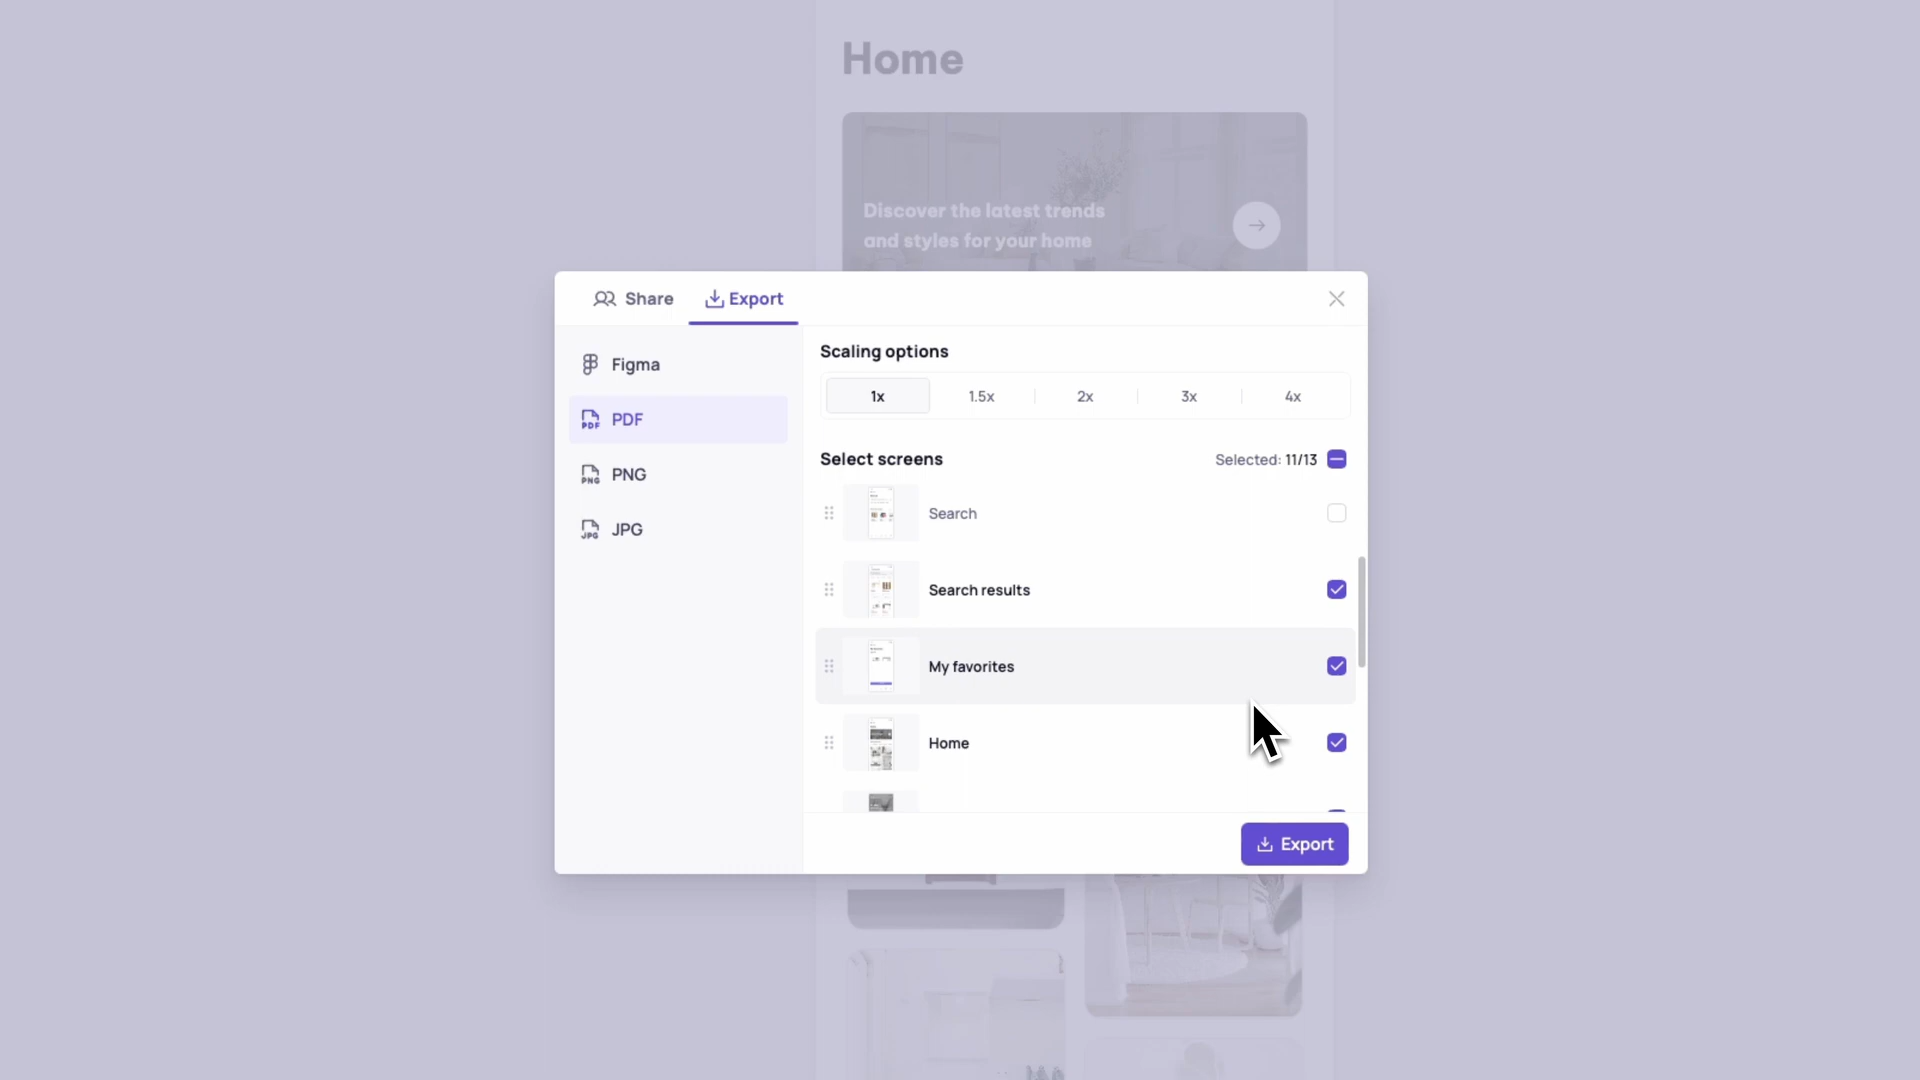 Home
Discover the latest trends
and styles for your home
Share
Export
Figma
PDF
PNG
JPG
Scaling options
1x
1.5x
2x
3x
4x
Select screens
Selected: 11/13
Search
Search results
My favorites
Home
Export